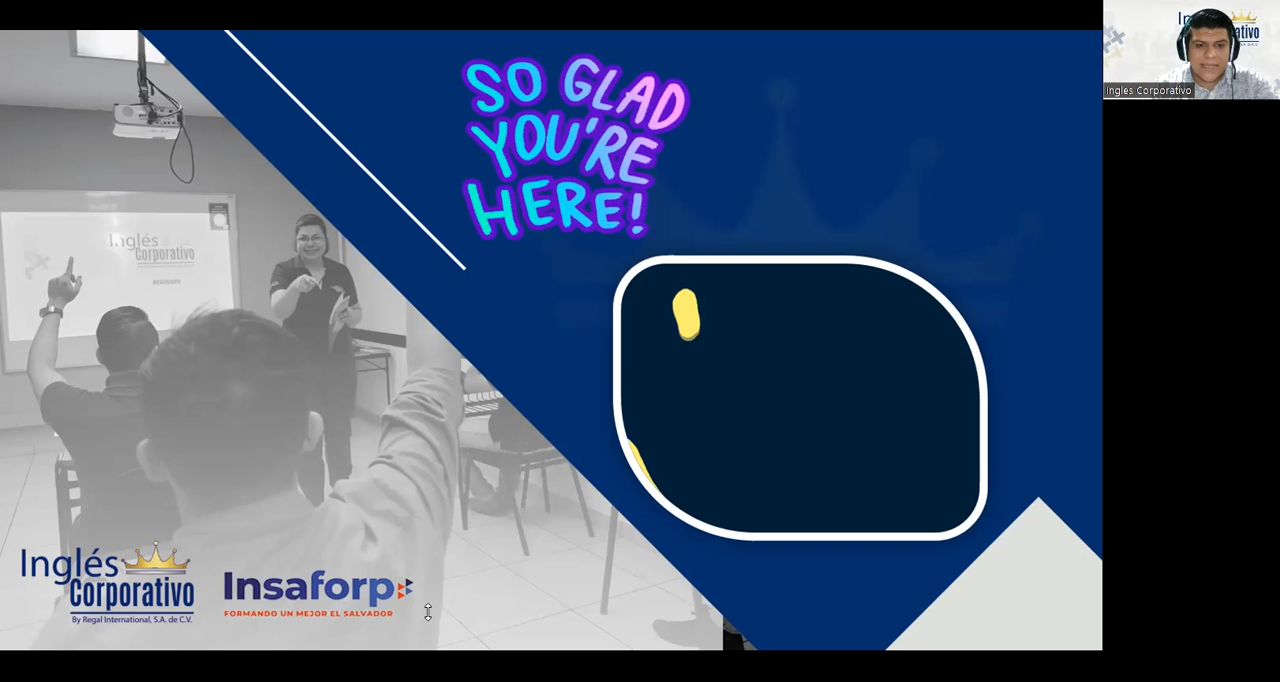 SO GLAD
YOU'RE
HERE!
Inglés
Corporativo
BEGINNER
Inglés
Corporativo
By Regal International, S.A. de C.V.
Insaforp
FORMANDO UN MEJOR EL SALVADOR
Ingles Corporativo